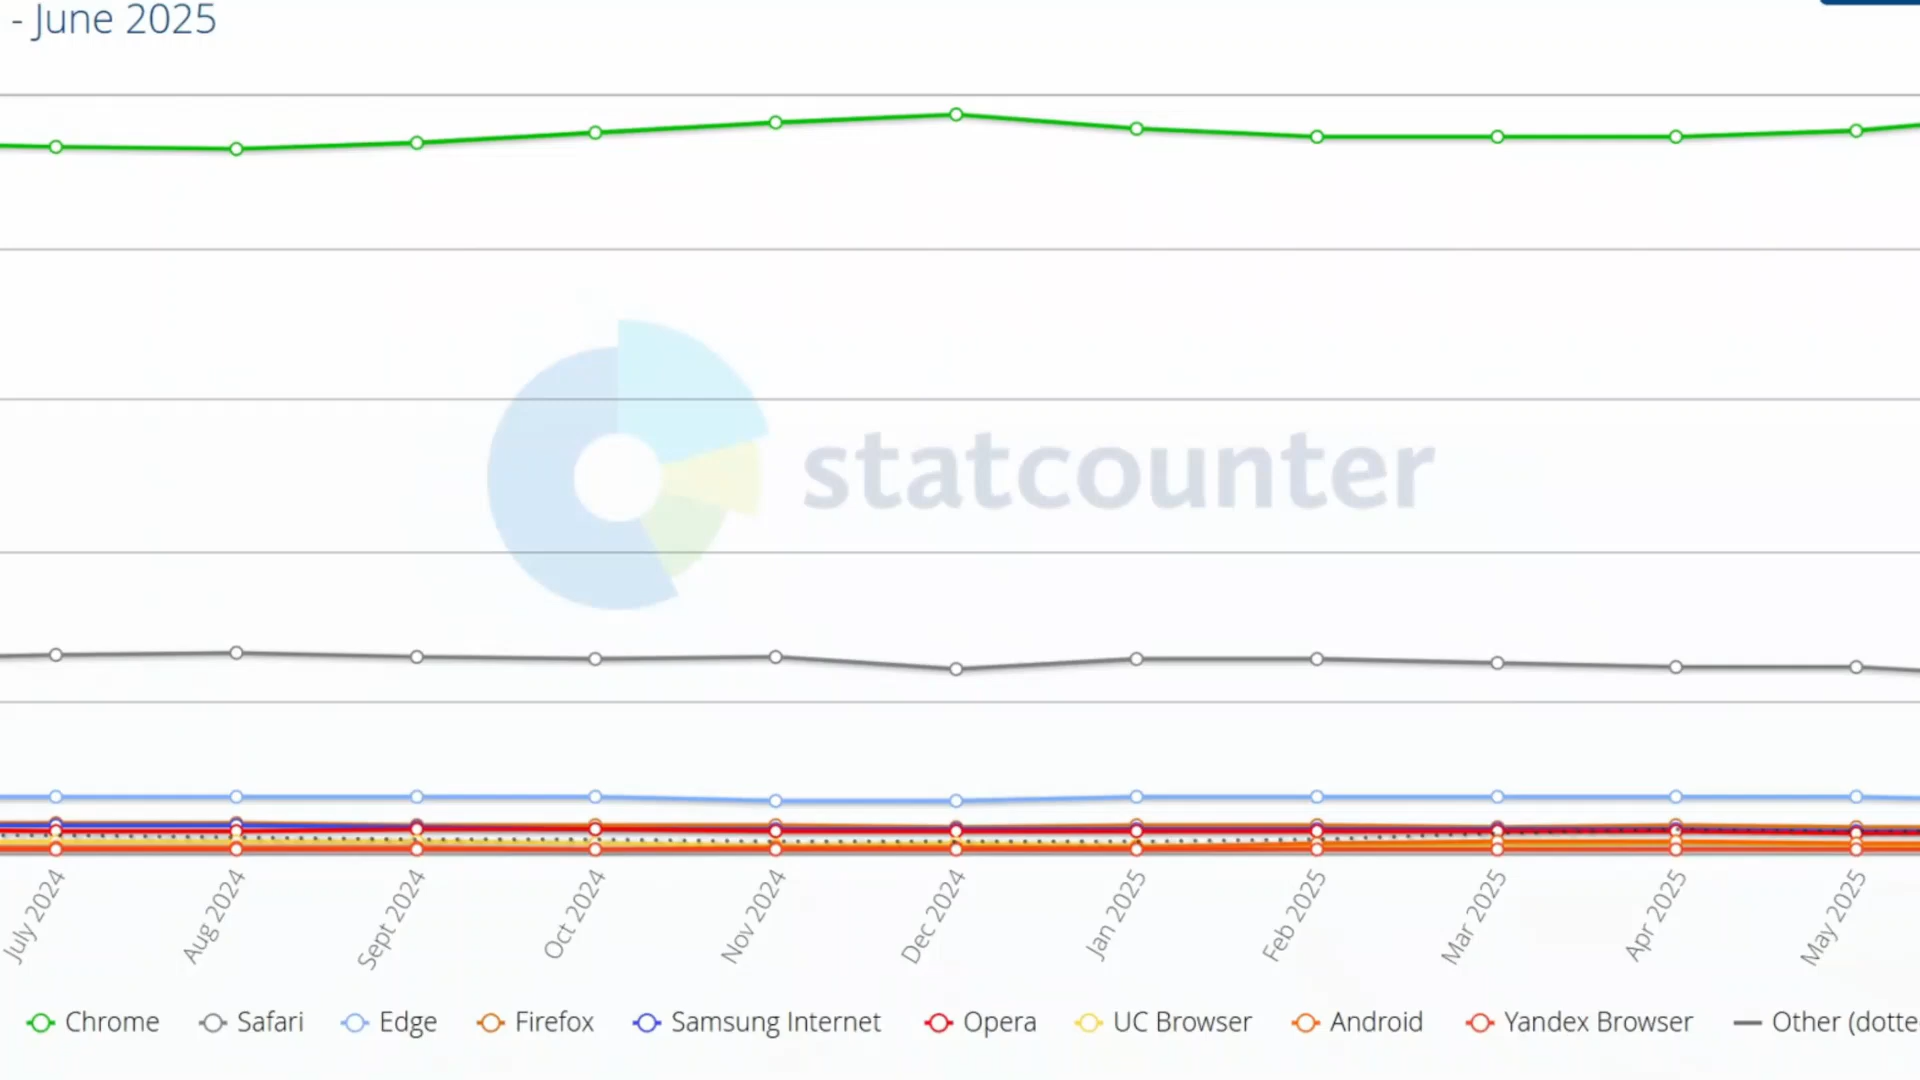 - June 2025
statcounter
July 2024
Aug 2024
Sept 2024
Oct 2024
Nov 2024
Dec 2024
Jan 2025
Feb 2025
Mar 2025
Apr 2025
May 2025
Chrome Safari Edge Firefox Samsung Internet Opera UC Browser Android Yandex Browser Other (dotte